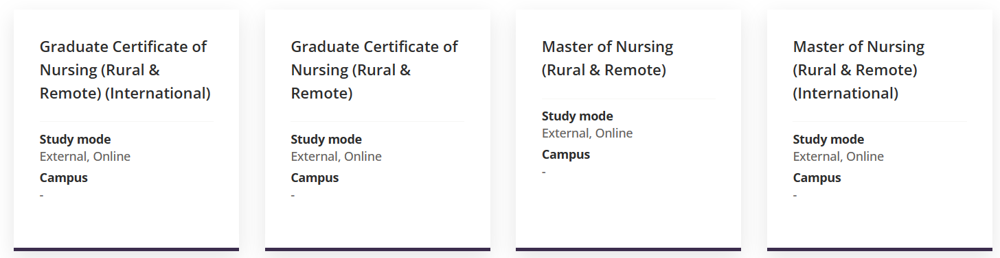 Graduate Certificate of
Nursing (Rural &
Remote) (International)
Study mode
External, Online
Campus
-
Graduate Certificate of
Nursing (Rural &
Remote)
Study mode
External, Online
Campus
-
Master of Nursing
(Rural & Remote)
Study mode
External, Online
Campus
-
Master of Nursing
(Rural & Remote)
(International)
Study mode
External, Online
Campus
-